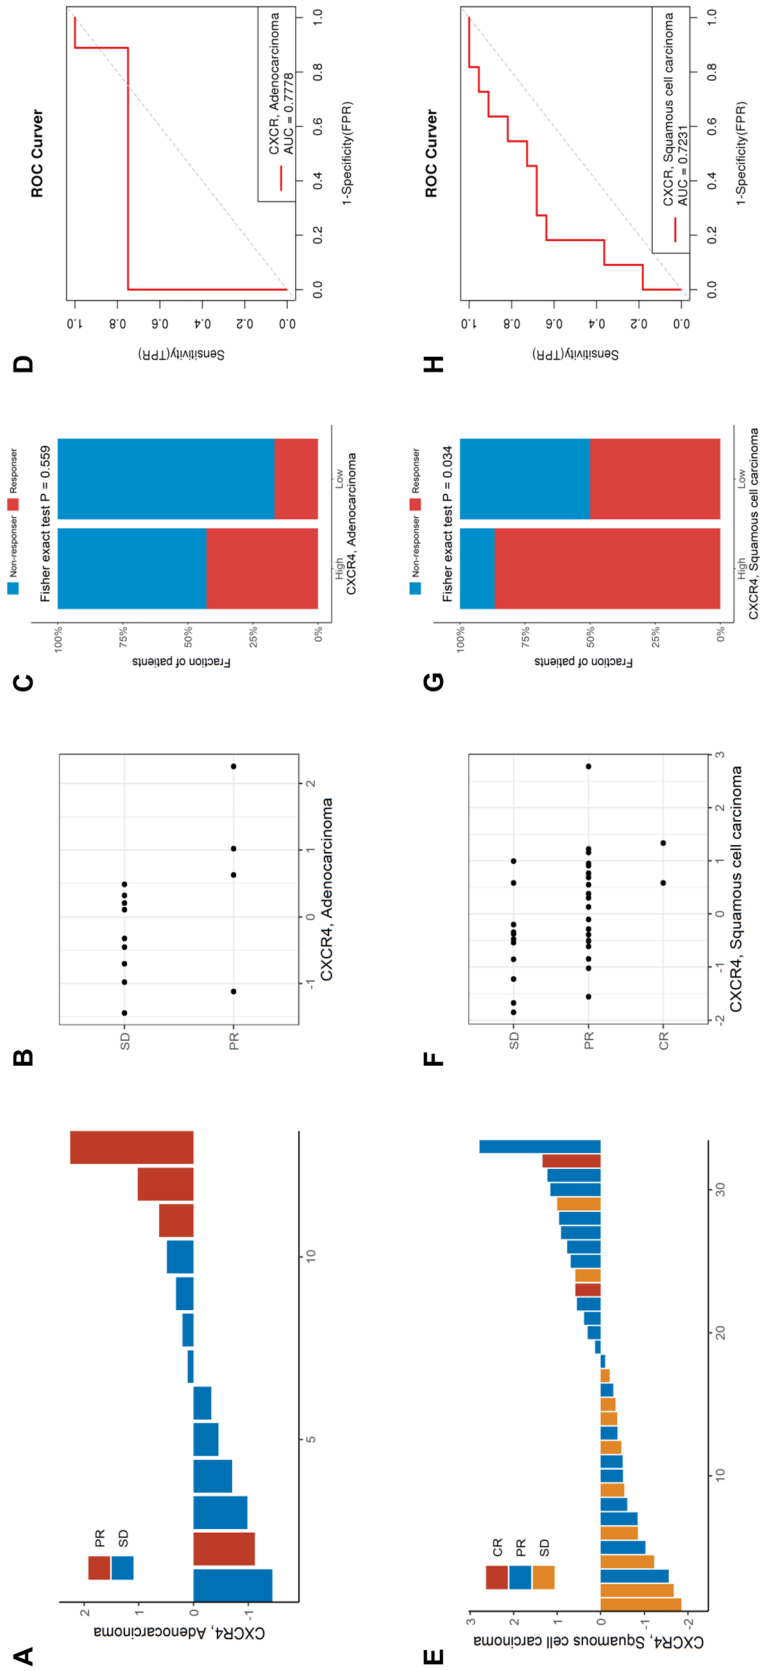 A
CXCR4, Adenocarcinoma
2
1
0
-1
PR
SD
5
10
B
SD
PR
-1
0
1
2
CXCR4, Adenocarcinoma
C
Non-responser
Responser
Fisher exact test P = 0.559
Fraction of patients
100%
75%
50%
25%
0%
High
Low
CXCR4, Adenocarcinoma
D
ROC Curver
Sensitivity(TPR)
1.0
0.8
0.6
0.4
0.2
0.0
CXCR, Adenocarcinoma
AUC = 0.7778
0.0
0.2
0.4
0.6
0.8
1.0
1-Specificity(FPR)
E
CXCR4, Squamous cell carcinoma
3
2
1
0
-1
-2
CR
PR
SD
10
20
30
F
SD
PR
CR
-2
-1
0
1
2
3
CXCR4, Squamous cell carcinoma
G
Non-responser
Responser
Fisher exact test P = 0.034
Fraction of patients
100%
75%
50%
25%
0%
High
Low
CXCR4, Squamous cell carcinoma
H
ROC Curver
Sensitivity(TPR)
1.0
0.8
0.6
0.4
0.2
0.0
CXCR, Squamous cell carcinoma
AUC = 0.7231
0.0
0.2
0.4
0.6
0.8
1.0
1-Specificity(FPR)